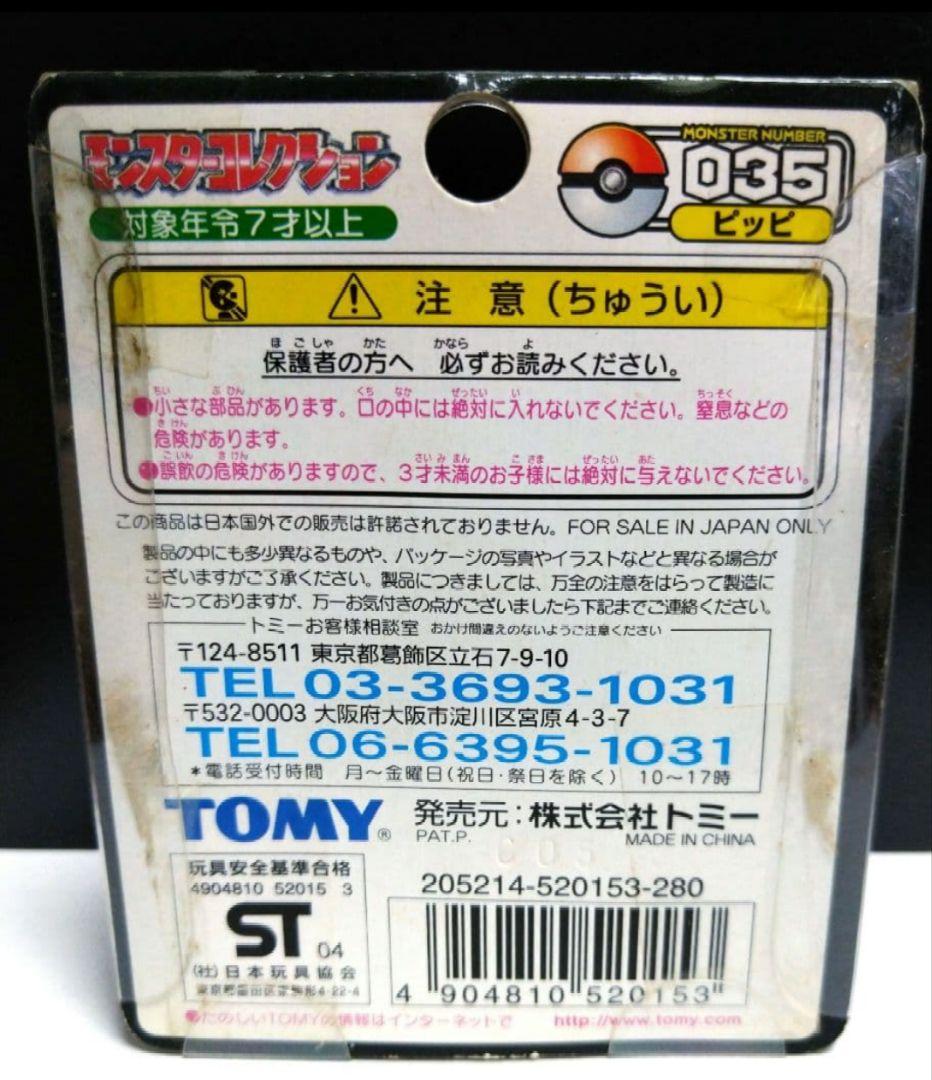 モンスターコレクション
MONSTER NUMBER
035
ピッピ
対象年令7才以上
注 意（ちゅうい）
保護者の方へ 必ずお読みください。
●小さな部品があります。口の中には絶対に入れないでください。窒息などの
危険があります。
●誤飲の危険がありますので、3才未満のお子様には絶対に与えないでください。
この商品は日本国外での販売は許諾されておりません。FOR SALE IN JAPAN ONLY
製品の中にも多少異なるものや、パッケージの写真やイラストなどと異なる場合が
ございますがご了承ください。製品につきましては、万全の注意をはらって製造に
当たっておりますが、万一お気付きの点がございましたら下記までご連絡ください。
トミーお客様相談室 おかけ間違えのないようご注意ください
〒124-8511 東京都葛飾区立石7-9-10
TEL 03-3693-1031
〒532-0003 大阪府大阪市淀川区宮原4-3-7
TEL 06-6395-1031
*電話受付時間 月～金曜日(祝日・祭日を除く) 10～17時
TOMY® 発売元：株式会社トミー
PAT.P. MADE IN CHINA
玩具安全基準合格
4904810 52015 3
ST 04
(社)日本玩具協会
205214-520153-280
4 904810 520153
●たのしいTOMYの情報はインターネットで http://www.tomy.com